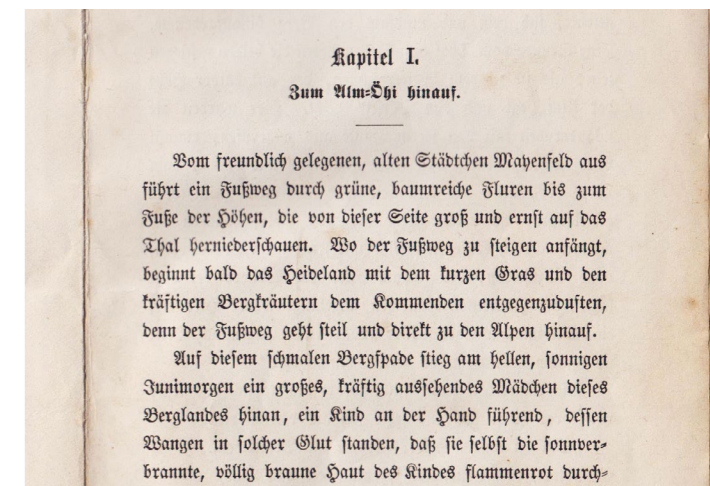 Kapitel I.
Zum Alm-Öhi hinauf.
Vom freundlich gelegenen, alten Städtchen Mayenfeld aus
führt ein Fußweg durch grüne, baumreiche Fluren bis zum
Fuße der Höhen, die von dieser Seite groß und ernst auf das
Thal herniederschauen. Wo der Fußweg zu steigen anfängt,
beginnt bald das Heideland mit dem kurzen Gras und den
kräftigen Bergkräutern dem Kommenden entgegenzuduften,
denn der Fußweg geht steil und direkt zu den Alpen hinauf.
Auf diesem schmalen Bergpfade stieg am hellen, sonnigen
Junimorgen ein großes, kräftig aussehendes Mädchen dieses
Berglandes hinan, ein Kind an der Hand führend, dessen
Wangen in solcher Glut standen, daß sie selbst die sonnver-
brannte, völlig braune Haut des Kindes flammenrot durch-